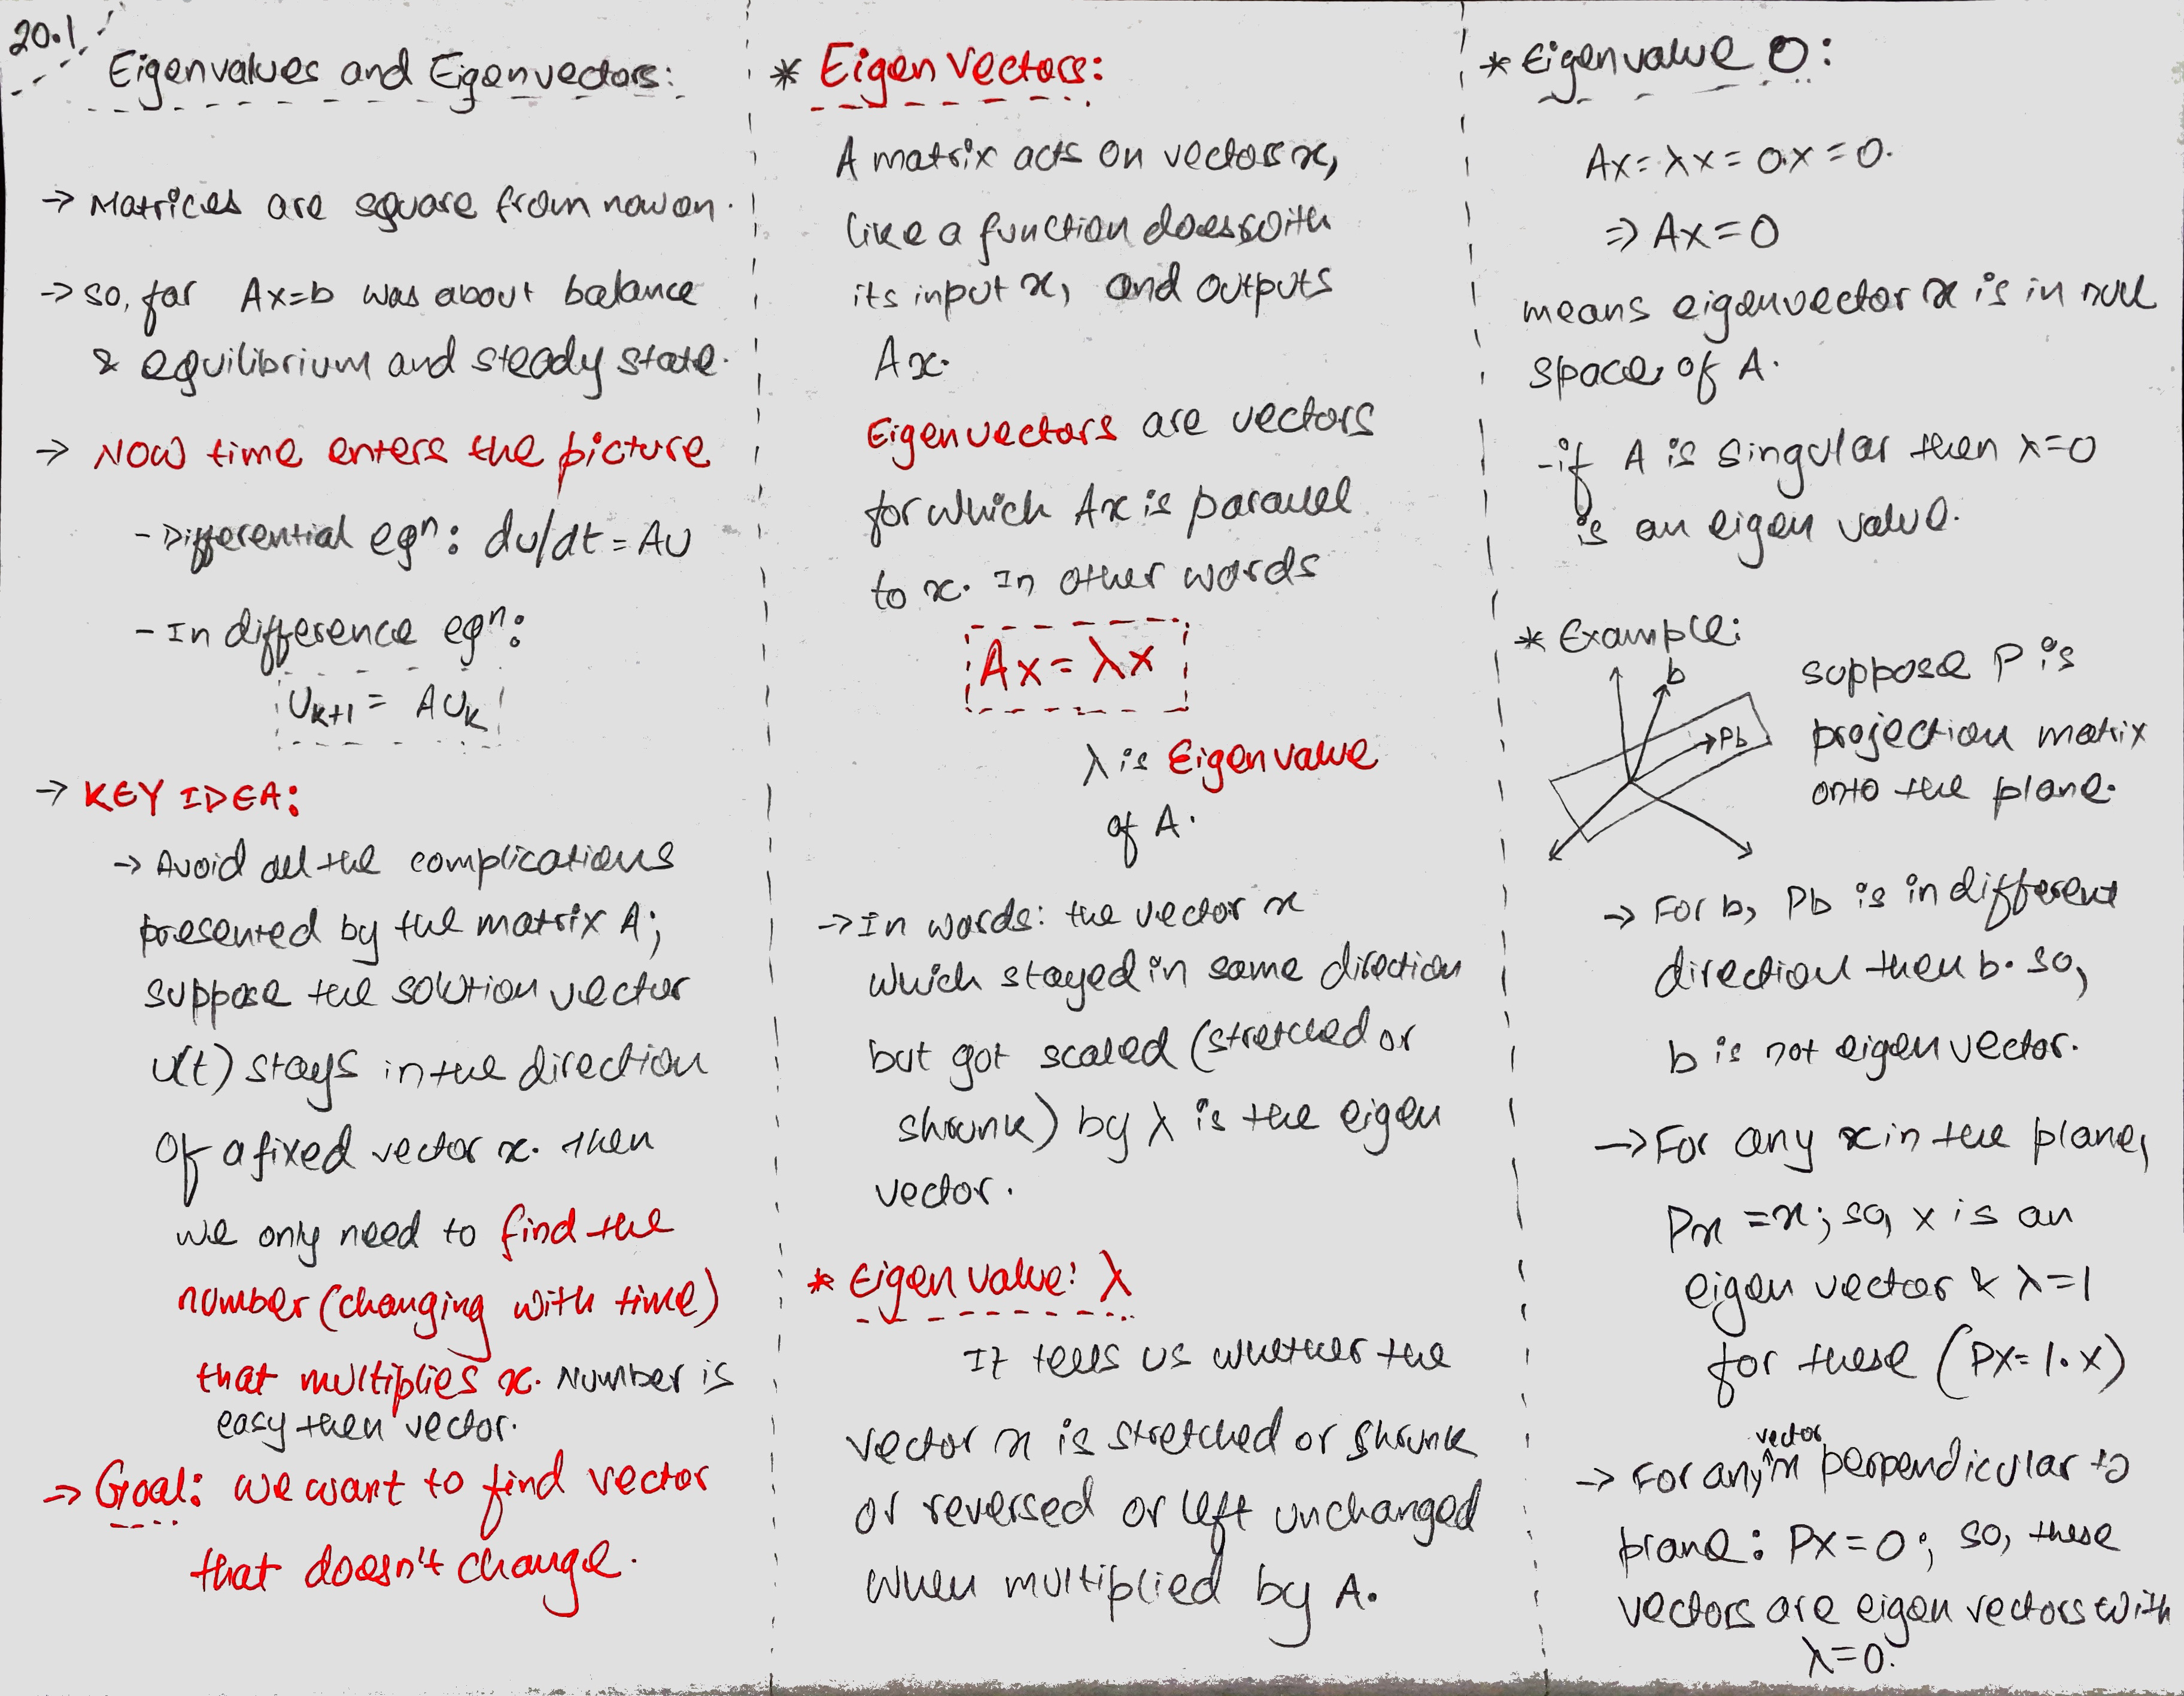 20.1
Eigenvalues and Eigenvectors:
→ Matrices are square from now on.
→ so, far Ax=b was about balance
& equilibrium and steady state.
→ Now time enters the picture
- Differential eqⁿ: du/dt = Au
- In difference eqⁿ:
Uₖ₊₁ = AUₖ
→ KEY IDEA:
→ Avoid all the complications
presented by the matrix A;
suppose the solution vector
u(t) stays in the direction
of a fixed vector x. then
we only need to find the
number (changing with time)
that multiplies x. Number is
easy then vector.
→ Goal: we want to find vector
that doesn't change.
* Eigen vectors:
A matrix acts on vectors x,
like a function does with
its input x, and outputs
Ax.
Eigenvectors are vectors
for which Ax is parallel
to x. In other words
Ax = λx
λ is Eigenvalue
of A.
→ In words: the vector x
which stayed in same direction
but got scaled (stretched or
shrunk) by λ is the eigen
vector.
* Eigen value: λ
It tells us whether the
vector x is stretched or shrunk
or reversed or left unchanged
when multiplied by A.
* Eigenvalue 0:
Ax = λx = 0x = 0.
⇒ Ax = 0
means eigenvector x is in null
space of A.
- if A is singular then λ=0
is an eigen value.
* Example:
b
Pb
suppose P is
projection matrix
onto the plane.
→ For b, Pb is in different
direction then b. so,
b is not eigen vector.
→ For any x in the plane,
Px = x; so, x is an
eigen vector & λ=1
for these (Px=1.x)
→ For any vector x perpendicular to
plane: Px=0; so, these
vectors are eigen vectors with
λ=0.